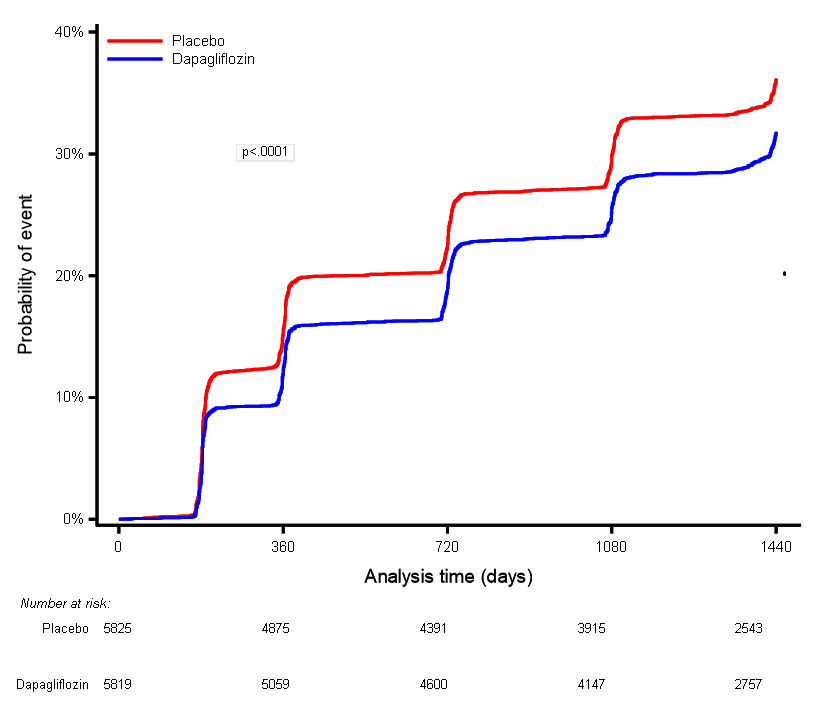 40%
Placebo
Dapagliflozin
p<.0001
30%
20%
10%
0%
Probability of event
0 360 720 1080 1440
Analysis time (days)
Number at risk:
Placebo 5825 4875 4391 3915 2543
Dapagliflozin 5819 5059 4600 4147 2757